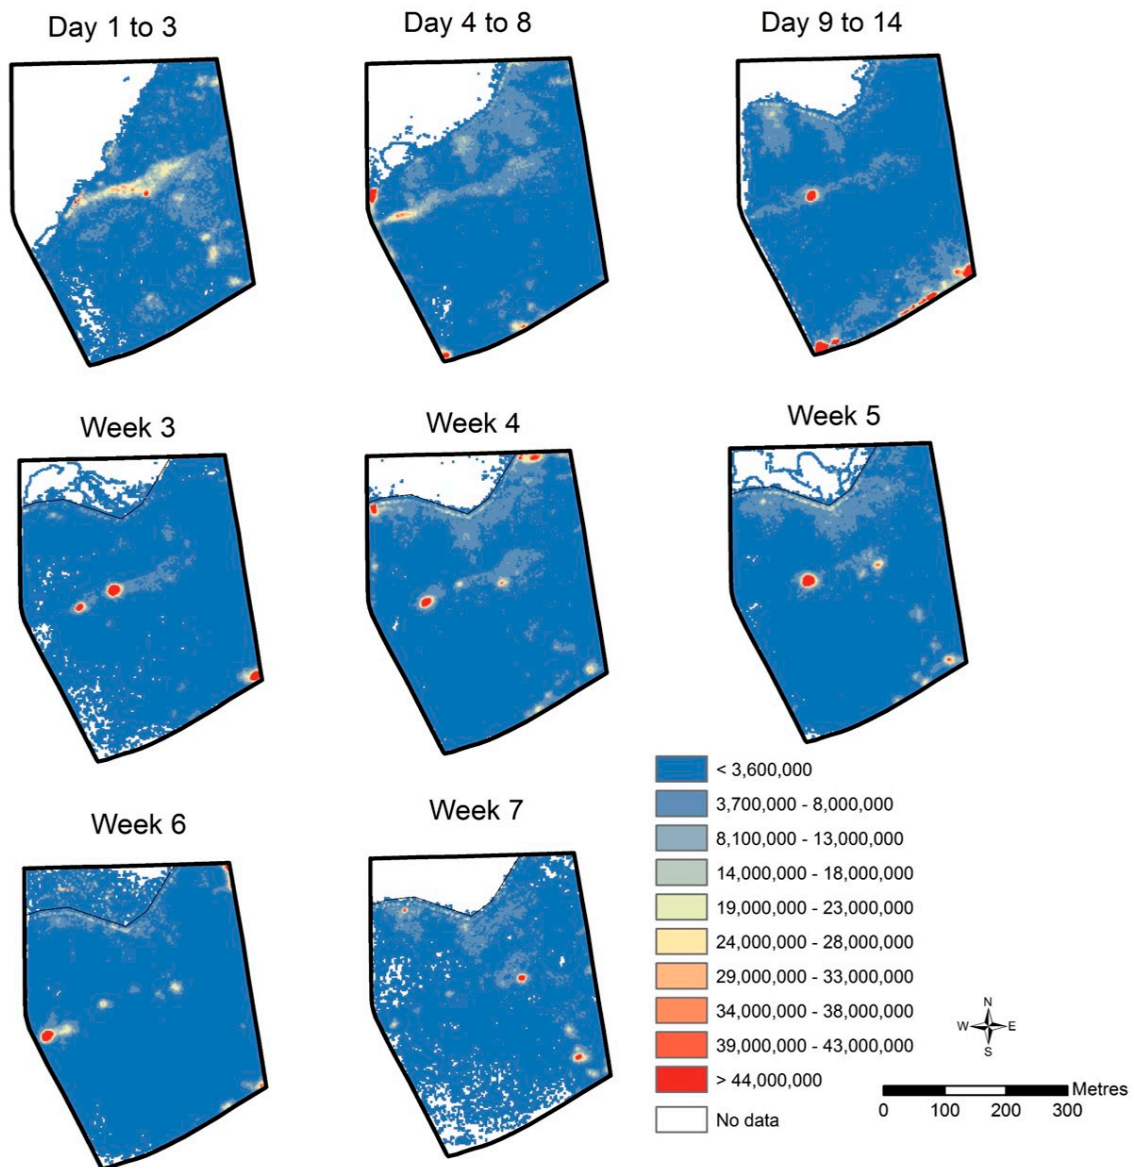 Day 1 to 3
Day 4 to 8
Day 9 to 14
Week 3
Week 4
Week 5
Week 6
Week 7
< 3,600,000
3,700,000 - 8,000,000
8,100,000 - 13,000,000
14,000,000 - 18,000,000
19,000,000 - 23,000,000
24,000,000 - 28,000,000
29,000,000 - 33,000,000
34,000,000 - 38,000,000
39,000,000 - 43,000,000
> 44,000,000
No data
N
W E
S
Metres
0 100 200 300